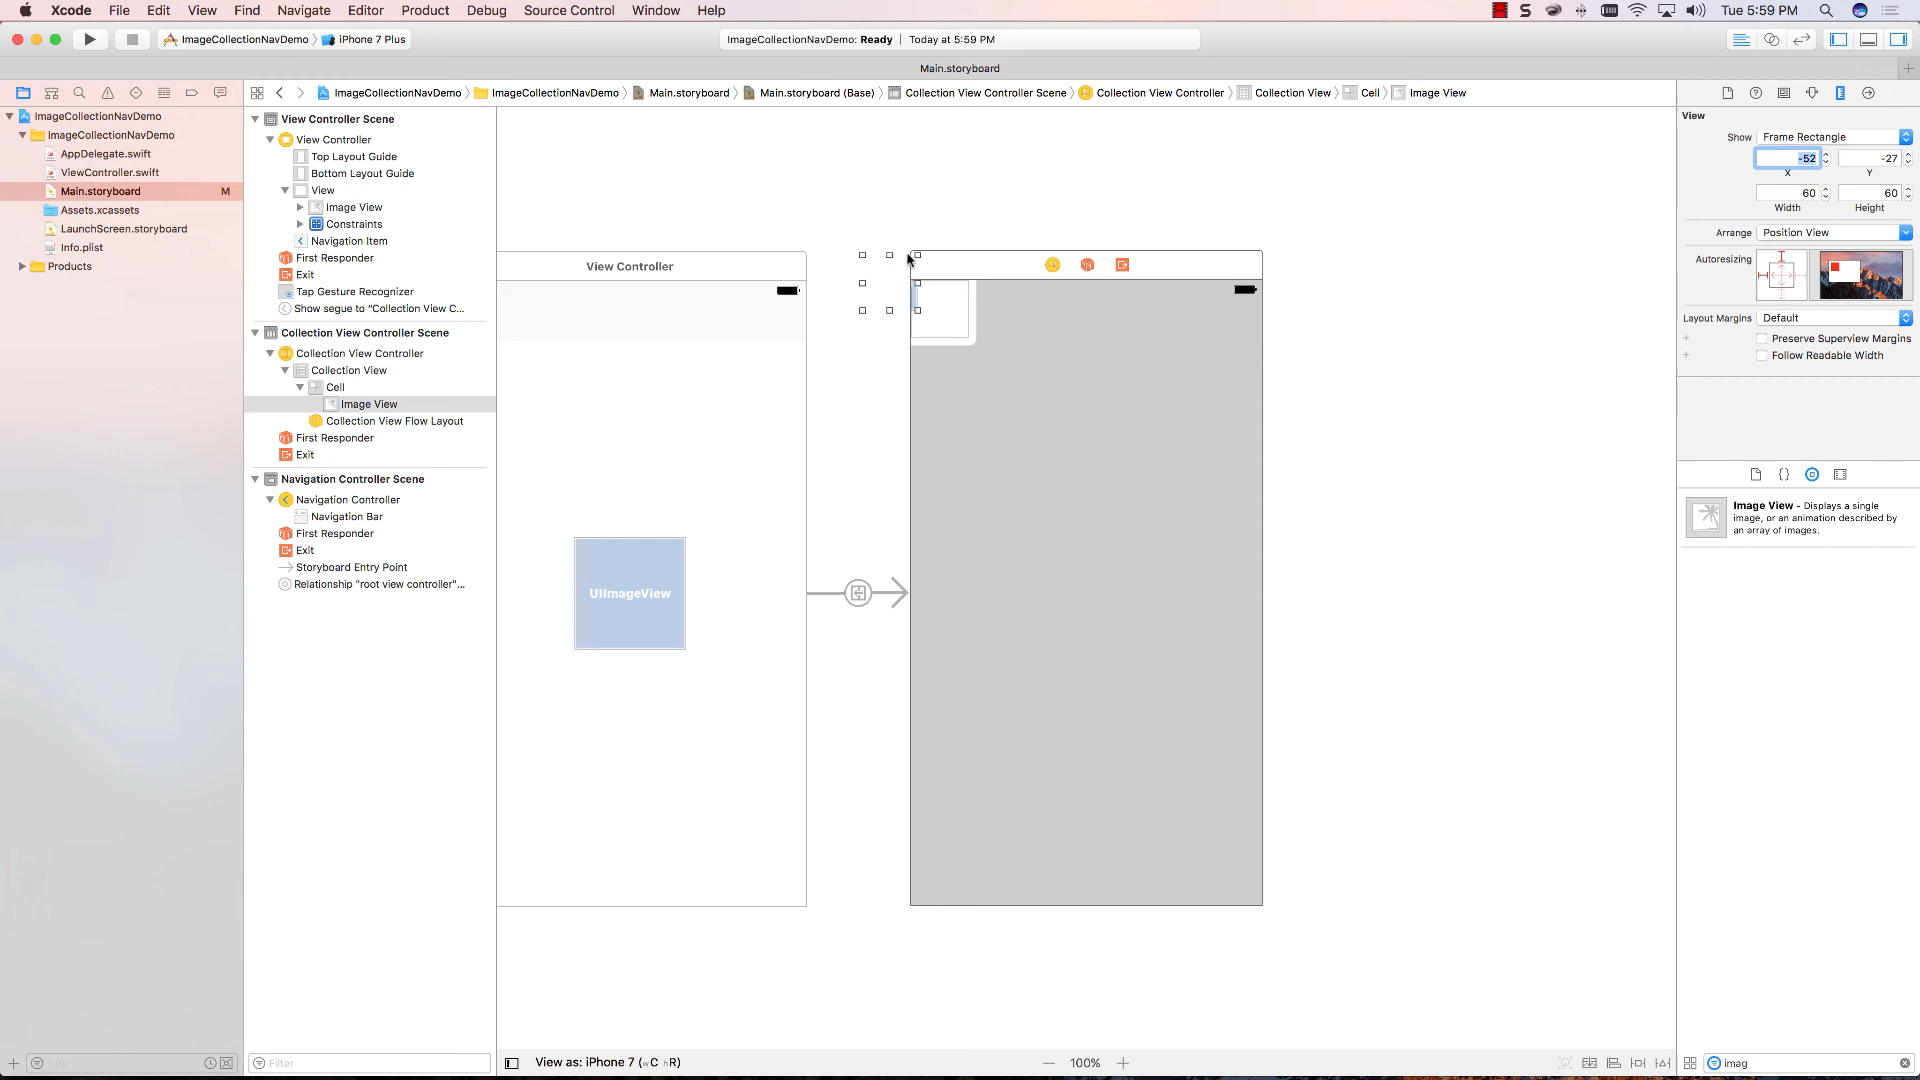 Xcode File Edit View Find Navigate Editor Product Debug Source Control Window Help Tue 5:59 PM
ImageCollectionNavDemo iPhone 7 Plus
ImageCollectionNavDemo: Ready | Today at 5:59 PM
Main.storyboard
ImageCollectionNavDemo ImageCollectionNavDemo Main.storyboard Main.storyboard (Base) Collection View Controller Scene Collection View Controller Collection View Cell Image View
ImageCollectionNavDemo
ImageCollectionNavDemo
AppDelegate.swift
ViewController.swift
Main.storyboard M
Assets.xcassets
LaunchScreen.storyboard
Info.plist
Products
Filter
View Controller Scene
View Controller
Top Layout Guide
Bottom Layout Guide
View
Image View
Constraints
Navigation Item
First Responder
Exit
Tap Gesture Recognizer
Show segue to “Collection View C...
Collection View Controller Scene
Collection View Controller
Collection View
Cell
Image View
Collection View Flow Layout
First Responder
Exit
Navigation Controller Scene
Navigation Controller
Navigation Bar
First Responder
Exit
Storyboard Entry Point
Relationship "root view controller"...
Filter
View Controller
UIImageView
View as: iPhone 7 (wC hR)
100%
View
Show Frame Rectangle
-52 -27
X Y
60 60
Width Height
Arrange Position View
Autoresizing
Layout Margins Default
Preserve Superview Margins
Follow Readable Width
Image View - Displays a single
image, or an animation described by
an array of images.
imag